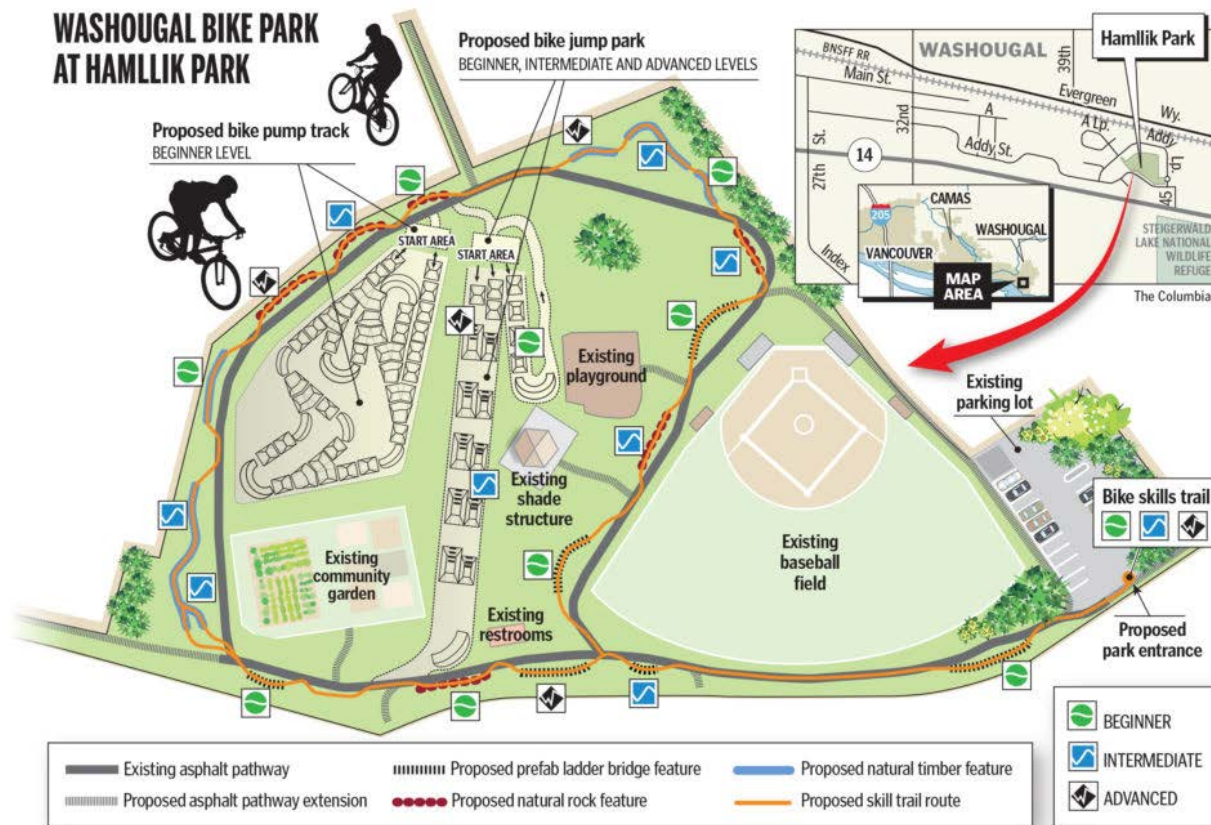 WASHOUGAL BIKE PARK
AT HAMLLIK PARK
Proposed bike jump park
BEGINNER, INTERMEDIATE AND ADVANCED LEVELS
Proposed bike pump track
BEGINNER LEVEL
START AREA
START AREA
Existing
playground
Existing
shade
structure
Existing
community
garden
Existing
restrooms
Existing
baseball
field
Existing
parking lot
Bike skills trail
Proposed
park entrance
Hamllik Park
WASHOUGAL
BNSFF RR
Main St.
39th
Evergreen
Wy.
A
A Lp.
Addy
Lp.
32nd
St.
Addy St.
27th
14
45
Index
205
CAMAS
WASHOUGAL
VANCOUVER
MAP
AREA
STEIGERWALD
LAKE NATIONAL
WILDLIFE
REFUGE
The Columbia
BEGINNER
INTERMEDIATE
ADVANCED
Existing asphalt pathway
Proposed prefab ladder bridge feature
Proposed natural timber feature
Proposed asphalt pathway extension
Proposed natural rock feature
Proposed skill trail route